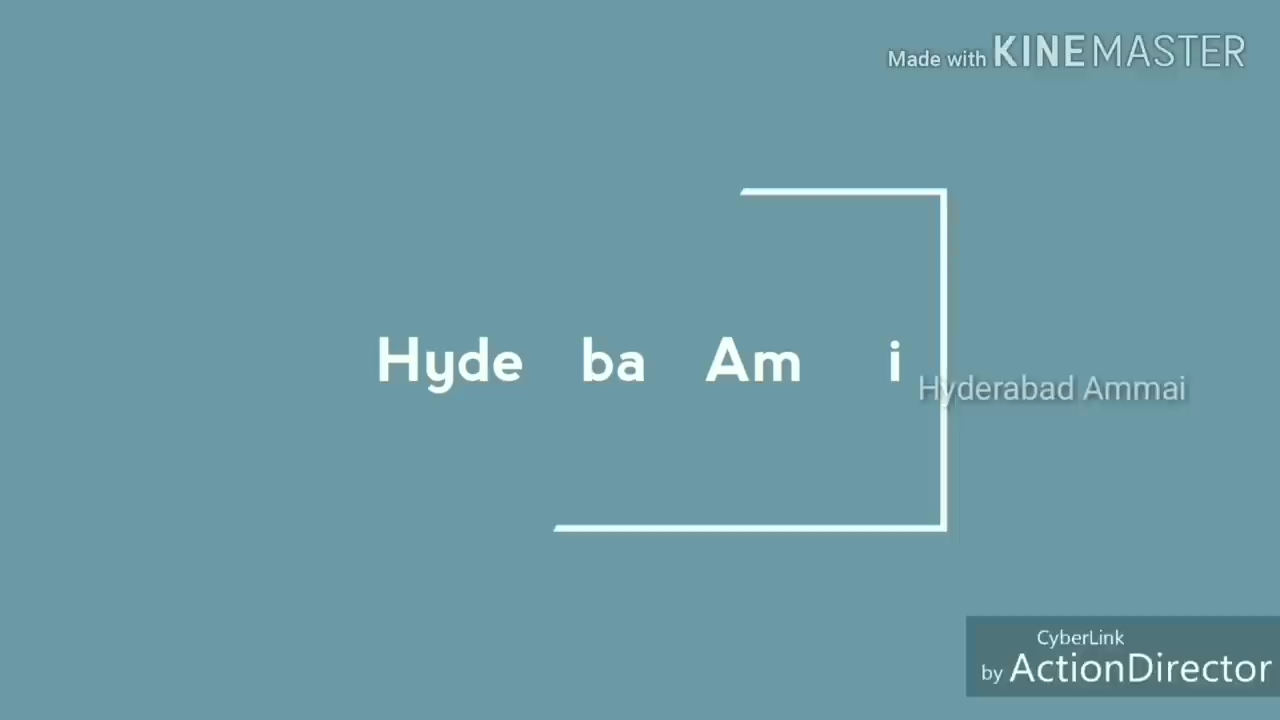 Made with KINEMASTER
Hyde ba Am i
Hyderabad Ammai
CyberLink
by ActionDirector